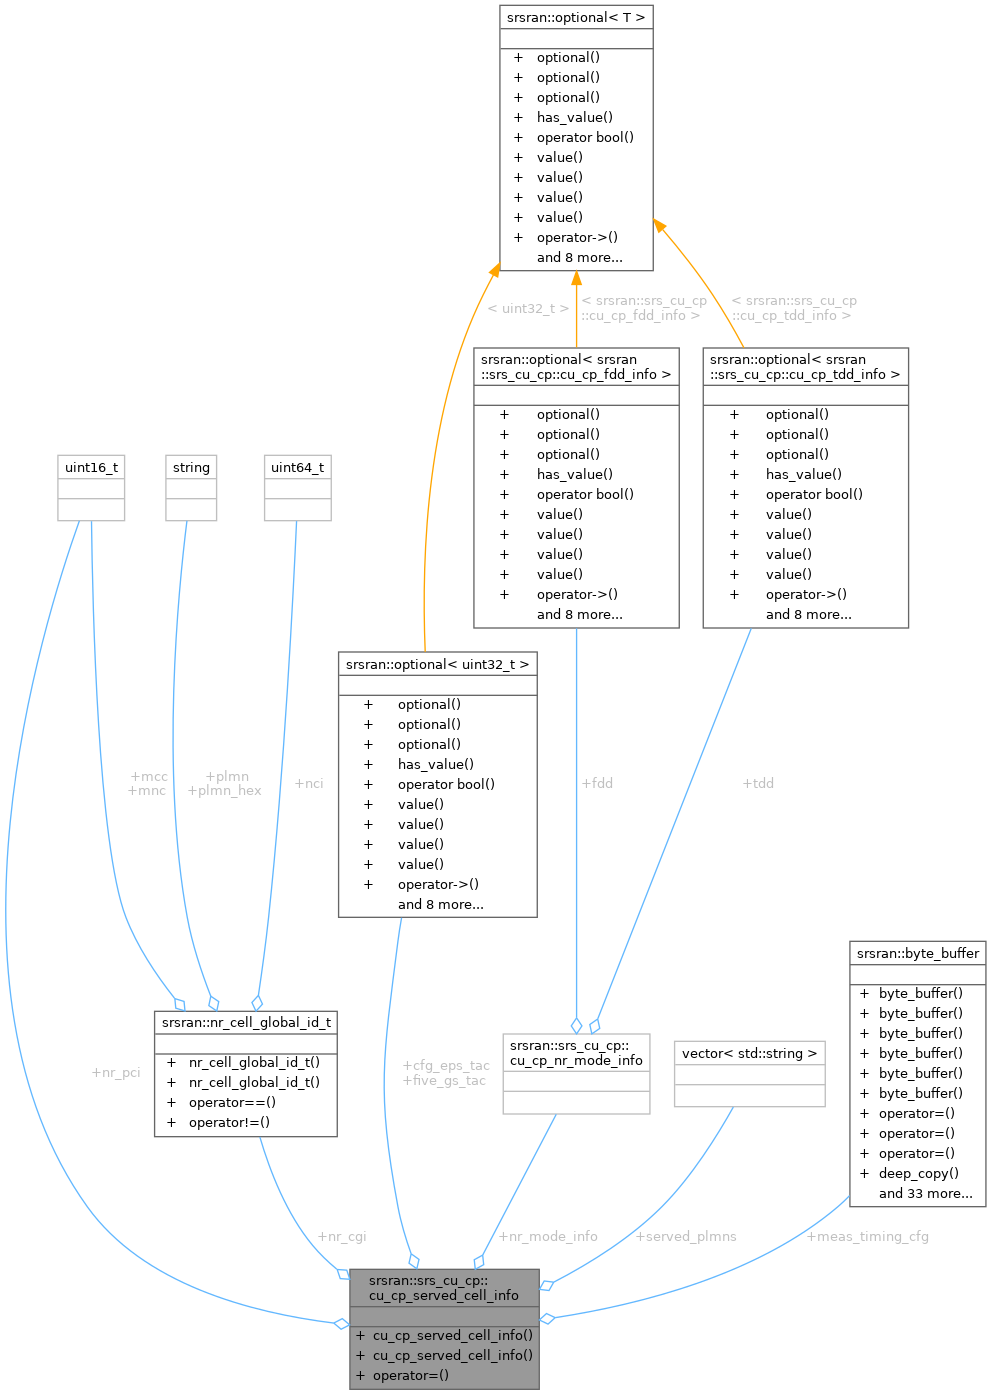 srsran::optional< T >
+ optional()
+ optional()
+ optional()
+ has_value()
+ operator bool()
+ value()
+ value()
+ value()
+ value()
+ operator->()
and 8 more...
< uint32_t >
< srsran::srs_cu_cp
::cu_cp_fdd_info >
< srsran::srs_cu_cp
::cu_cp_tdd_info >
srsran::optional< srsran
::srs_cu_cp::cu_cp_fdd_info >
+ optional()
+ optional()
+ optional()
+ has_value()
+ operator bool()
+ value()
+ value()
+ value()
+ value()
+ operator->()
and 8 more...
srsran::optional< srsran
::srs_cu_cp::cu_cp_tdd_info >
+ optional()
+ optional()
+ optional()
+ has_value()
+ operator bool()
+ value()
+ value()
+ value()
+ value()
+ operator->()
and 8 more...
uint16_t
string
uint64_t
srsran::optional< uint32_t >
+ optional()
+ optional()
+ optional()
+ has_value()
+ operator bool()
+ value()
+ value()
+ value()
+ value()
+ operator->()
and 8 more...
+mcc
+mnc
+plmn
+plmn_hex
+nci
+fdd
+tdd
srsran::nr_cell_global_id_t
+ nr_cell_global_id_t()
+ nr_cell_global_id_t()
+ operator==()
+ operator!=()
srsran::srs_cu_cp::
cu_cp_nr_mode_info
vector< std::string >
srsran::byte_buffer
+ byte_buffer()
+ byte_buffer()
+ byte_buffer()
+ byte_buffer()
+ byte_buffer()
+ byte_buffer()
+ operator=()
+ operator=()
+ operator=()
+ deep_copy()
and 33 more...
+nr_pci
+cfg_eps_tac
+five_gs_tac
+nr_cgi
+nr_mode_info
+served_plmns
+meas_timing_cfg
srsran::srs_cu_cp::
cu_cp_served_cell_info
+ cu_cp_served_cell_info()
+ cu_cp_served_cell_info()
+ operator=()